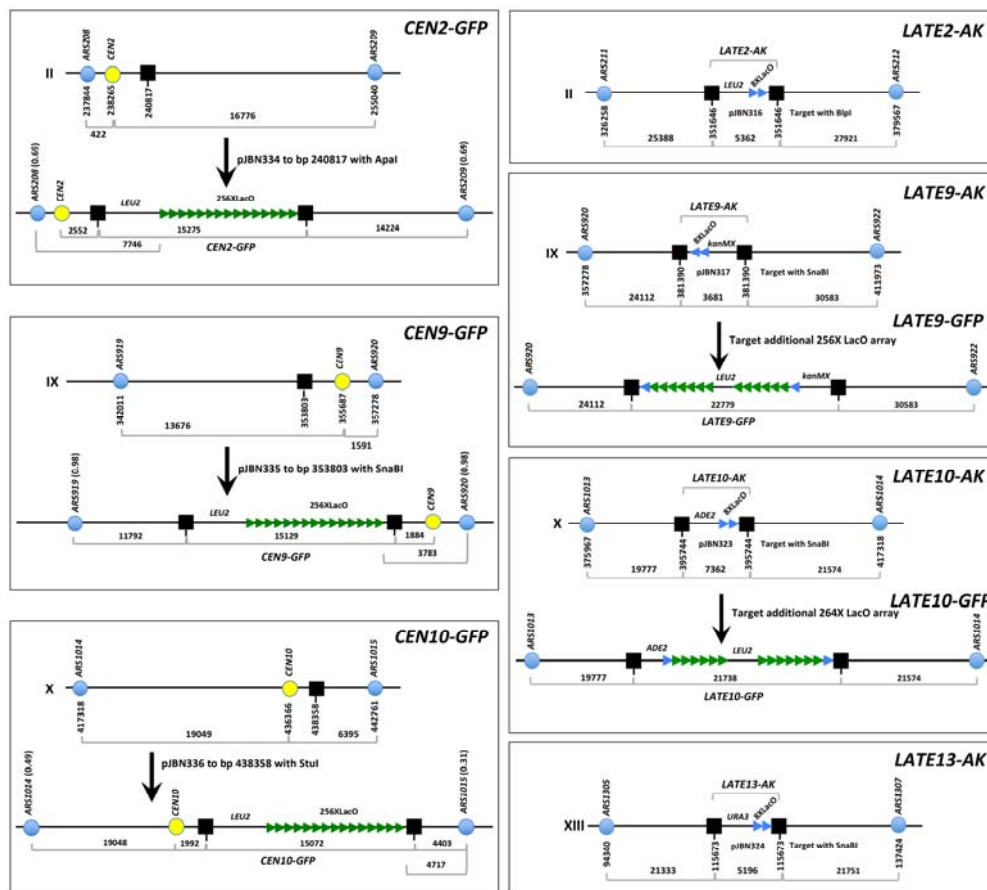 CEN2-GFP
ARS208
CEN2
ARS209
II
237844
238265
240817
255040
16776
422
pJBN334 to bp 240817 with ApaI
ARS208 (0.65)
CEN2
LEU2
256XLacO
ARS209 (0.69)
2552
15275
14224
7746
CEN2-GFP
CEN9-GFP
ARS919
CEN9
ARS920
IX
342011
353803
355687
357278
13676
1591
pJBN335 to bp 353803 with SnaBI
ARS919 (0.98)
LEU2
256XLacO
CEN9
ARS920 (0.98)
11792
15129
1884
CEN9-GFP
3783
CEN10-GFP
ARS1014
CEN10
ARS1015
X
417318
436366
438358
442761
19049
6395
pJBN336 to bp 438358 with StuI
ARS1014 (0.49)
CEN10
LEU2
256XLacO
ARS1015 (0.31)
19048
1992
15072
4403
CEN10-GFP
4717
LATE2-AK
ARS211
LATE2-AK
LEU2
8XLacO
ARS212
II
326258
351646
pJBN316
351646
Target with BlpI
379567
25388
5362
27921
LATE9-AK
ARS920
LATE9-AK
8XLacO
kanMX
ARS922
IX
357278
381390
pJBN317
381390
Target with SnaBI
411973
24112
3681
30583
LATE9-GFP
Target additional 256X LacO array
ARS920
LEU2
kanMX
ARS922
24112
22779
30583
LATE9-GFP
LATE10-AK
ARS1013
LATE10-AK
ADE2
8XLacO
ARS1014
X
375967
395744
pJBN323
395744
Target with SnaBI
417318
19777
7362
21574
LATE10-GFP
Target additional 264X LacO array
ARS1013
ADE2
LEU2
ARS1014
19777
21738
21574
LATE10-GFP
LATE13-AK
ARS1305
LATE13-AK
URA3
8XLacO
ARS1307
XIII
94340
115673
pJBN324
115673
Target with SnaBI
137424
21333
5196
21751